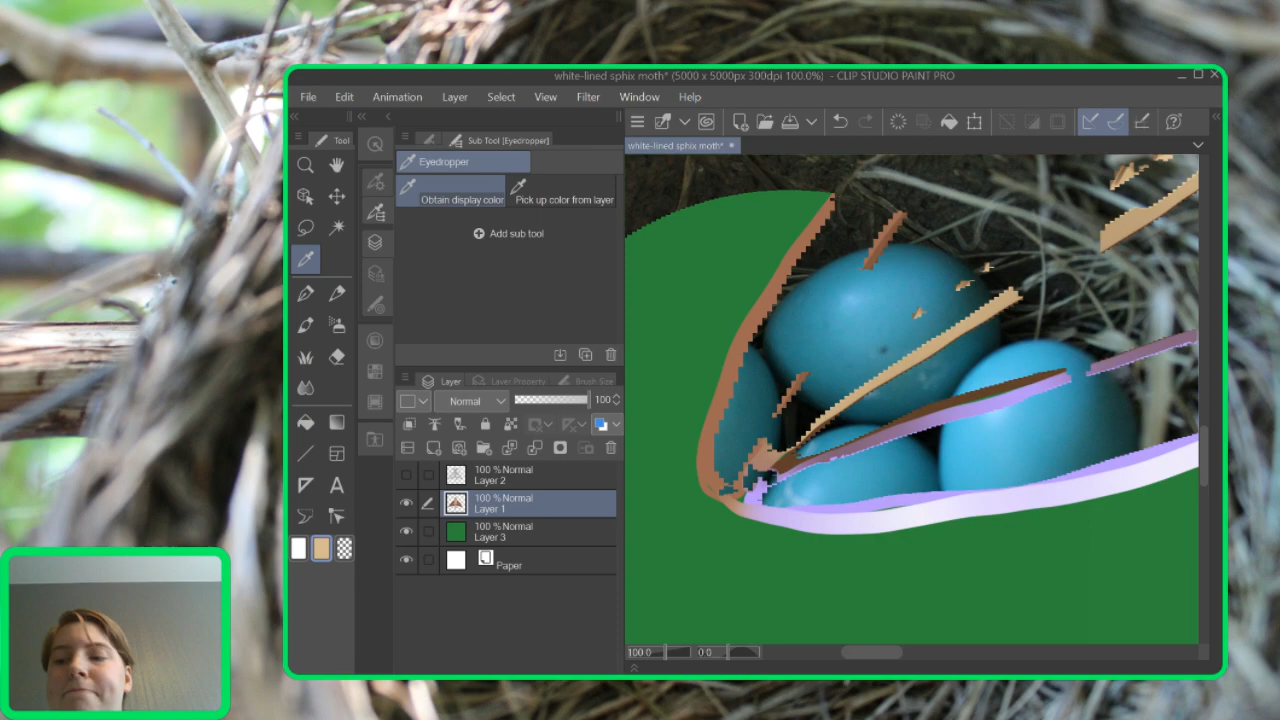 white-lined sphix moth* (5000 x 5000px 300dpi 100.0%) - CLIP STUDIO PAINT PRO
File Edit Animation Layer Select View Filter Window Help
Tool
Sub Tool [Eyedropper]
white-lined sphix moth*
Eyedropper
Obtain display color
Pick up color from layer
Add sub tool
Layer
Layer Property
Brush Size
Normal
100
100 % Normal
Layer 2
100 % Normal
Layer 1
100 % Normal
Layer 3
Paper
100.0
0.0